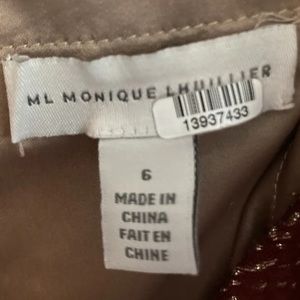 ML MONIQUE LHUILLIER
13937433
6
MADE IN
CHINA
FAIT EN
CHINE